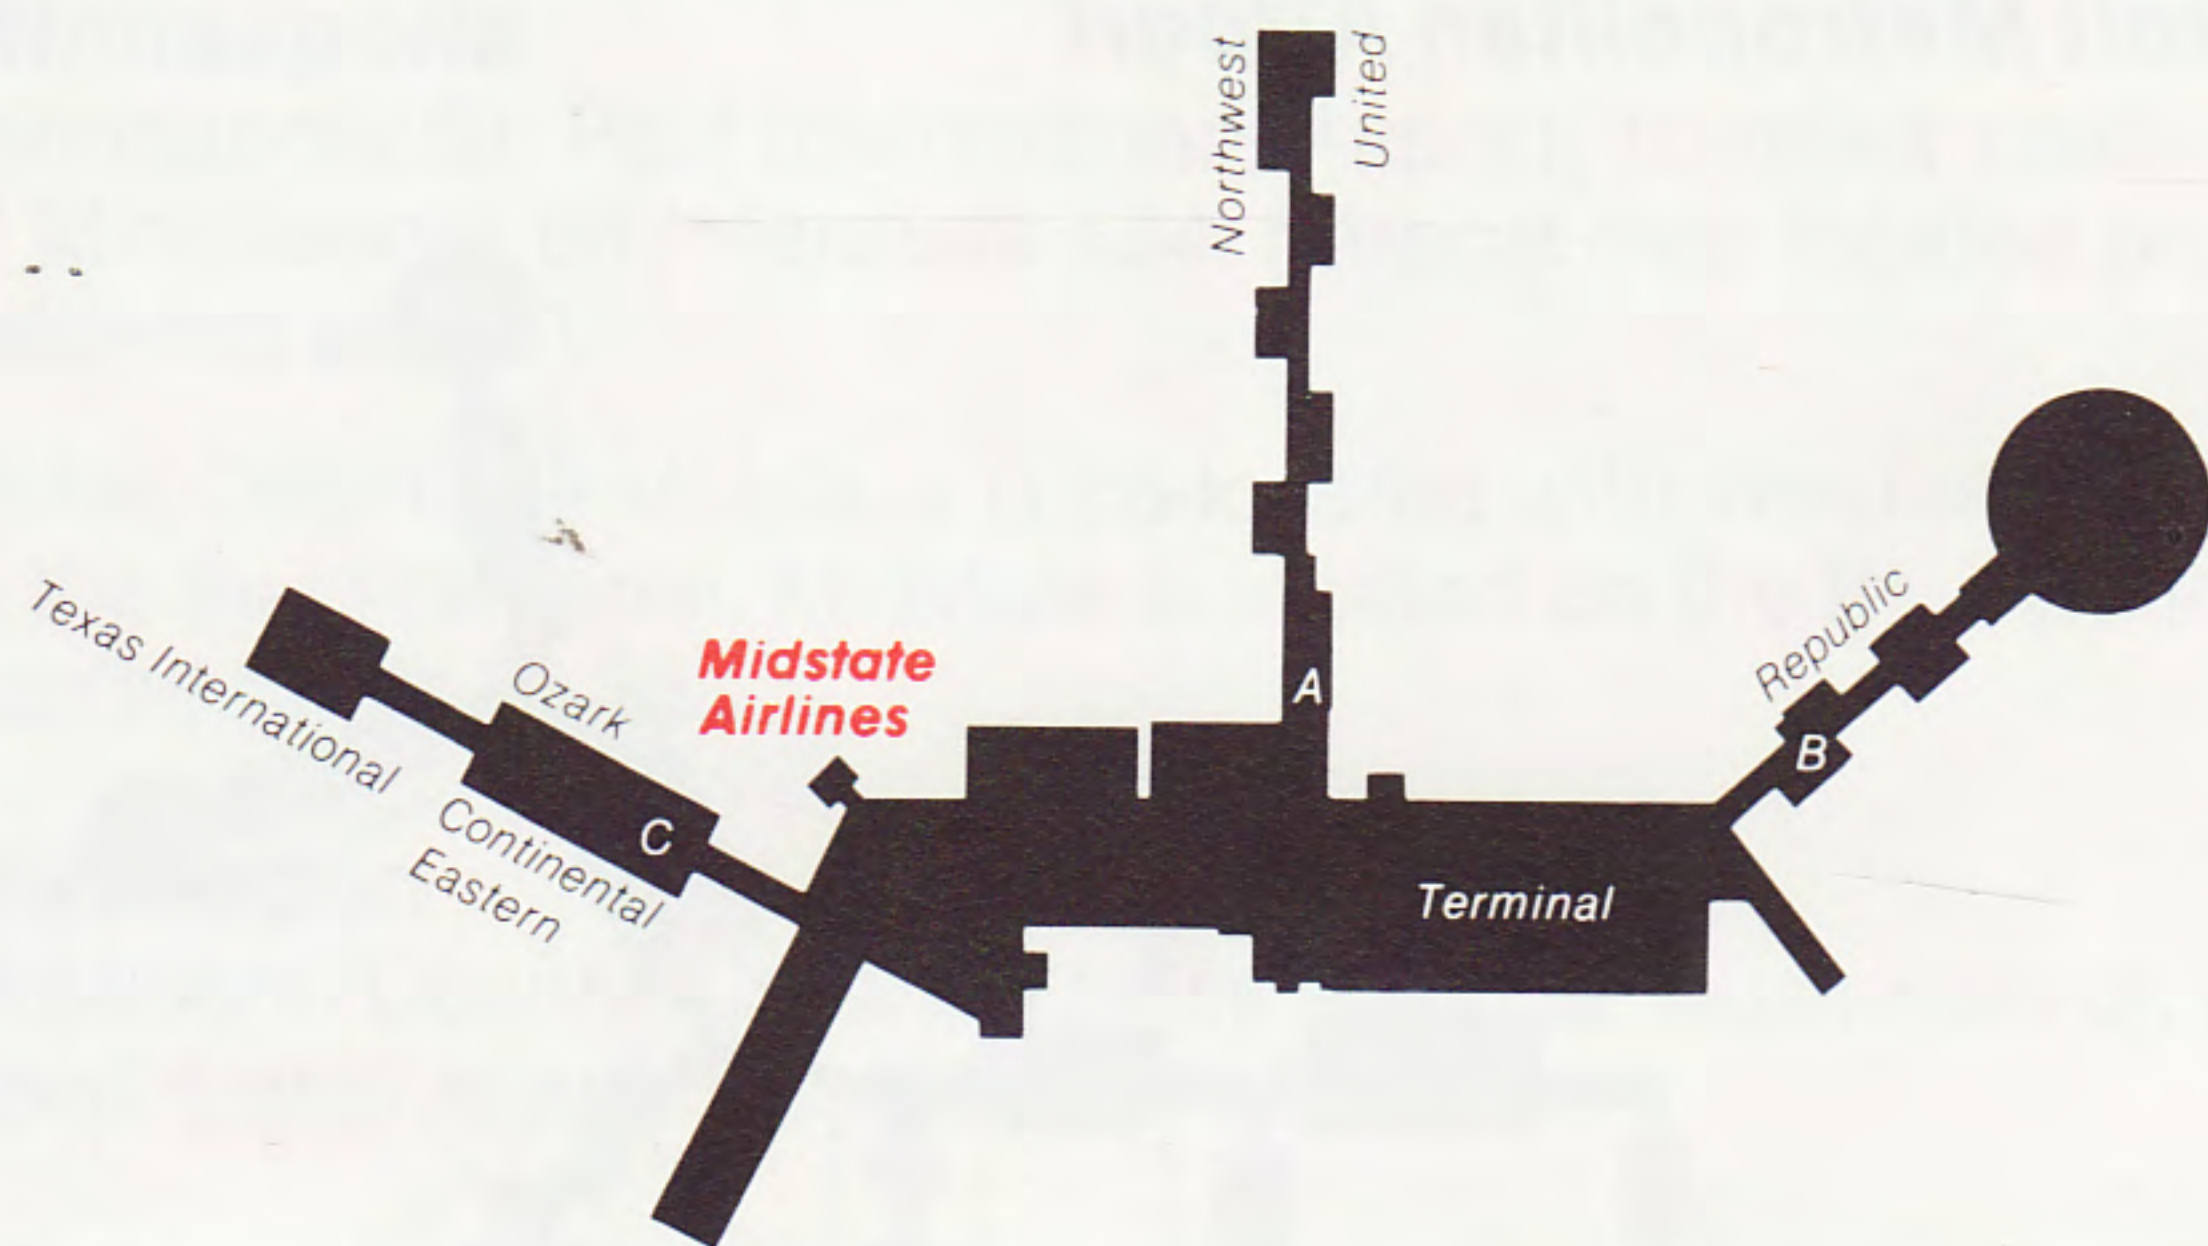 Northwest
United
Republic
Texas International
Ozark
Midstate
Airlines
A
B
C
Continental
Eastern
Terminal